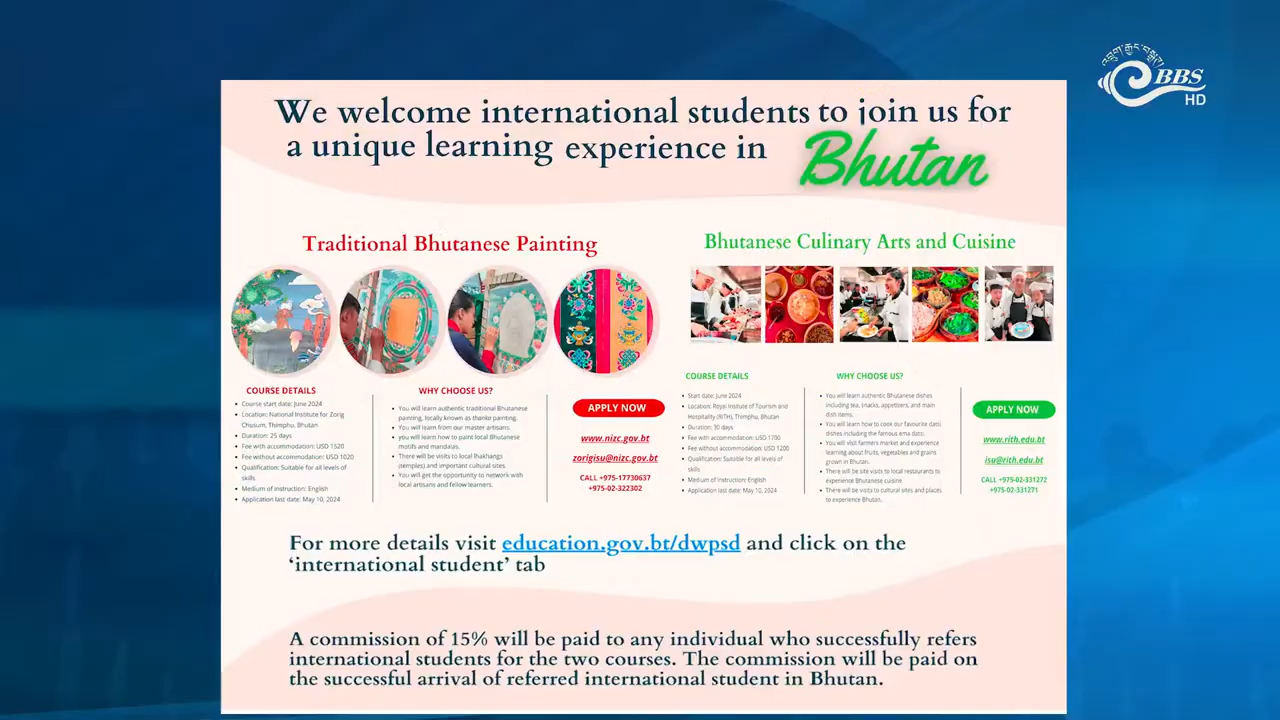 འབྲུག་རྒྱང་བསྒྲགས།
BBS
HD
We welcome international students to join us for
a unique learning experience in Bhutan
Traditional Bhutanese Painting
COURSE DETAILS
• Course start date: June 2024
• Location: National Institute for Zorig
Chusum, Thimphu, Bhutan
• Duration: 25 days
• Fee with accommodation: USD 1520
• Fee without accommodation: USD 1020
• Qualification: Suitable for all levels of
skills
• Medium of instruction: English
• Application last date: May 10, 2024
WHY CHOOSE US?
• You will learn authentic traditional Bhutanese
painting, locally known as thanka painting.
• You will learn from our master artisans.
• you will learn how to paint local Bhutanese
motifs and mandalas.
• There will be visits to local lhakhangs
(temples) and important cultural sites.
• You will get the opportunity to network with
local artisans and fellow learners.
APPLY NOW
www.nizc.gov.bt
zorigisu@nizc.gov.bt
CALL +975-17730637
+975-02-322302
Bhutanese Culinary Arts and Cuisine
COURSE DETAILS
• Start date: June 2024
• Location: Royal Insitute of Tourism and
Hospitality (RITH), Thimphu, Bhutan
• Duration: 30 days
• Fee with accommodation: USD 1700
• Fee without accommodation: USD 1200
• Qualification: Suitable for all levels of
skills
• Medium of instruction: English
• Application last date: May 10, 2024
WHY CHOOSE US?
• You will learn authentic Bhutanese dishes
including tea, snacks, appetizers, and main
dish items.
• You will learn how to cook our favourite datsi
dishes including the famous ema datsi.
• You will visit farmers market and experience
learning about fruits, vegetables and grains
grown in Bhutan.
• There will be site visits to local restaurants to
experience Bhutanese cuisine
• There will be visits to cultural sites and places
to experience Bhutan.
APPLY NOW
www.rith.edu.bt
isu@rith.edu.bt
CALL +975-02-331272
+975-02-331271
For more details visit education.gov.bt/dwpsd and click on the
‘international student’ tab
A commission of 15% will be paid to any individual who successfully refers
international students for the two courses. The commission will be paid on
the successful arrival of referred international student in Bhutan.